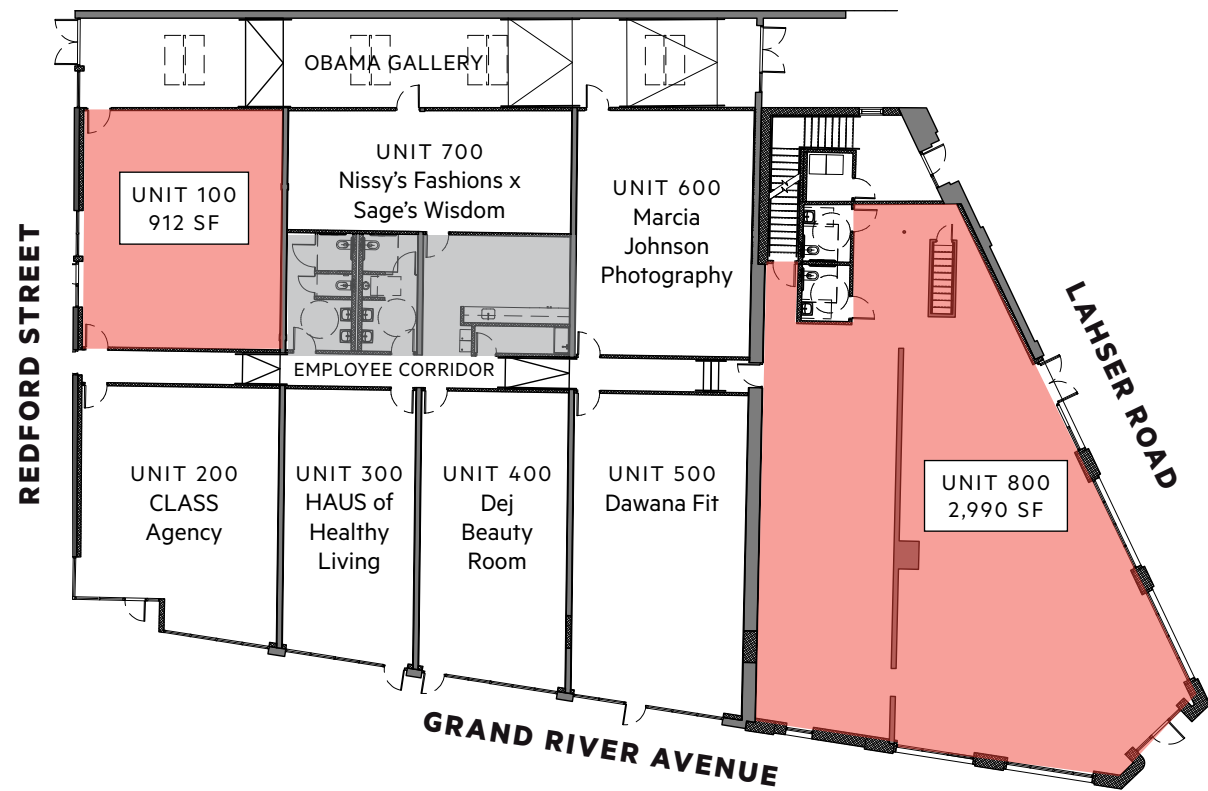 OBAMA GALLERY
UNIT 100
912 SF
UNIT 700
Nissy’s Fashions x
Sage’s Wisdom
UNIT 600
Marcia
Johnson
Photography
REDFORD STREET
LAHSER ROAD
EMPLOYEE CORRIDOR
UNIT 200
CLASS
Agency
UNIT 300
HAUS of
Healthy
Living
UNIT 400
Dej
Beauty
Room
UNIT 500
Dawana Fit
UNIT 800
2,990 SF
GRAND RIVER AVENUE